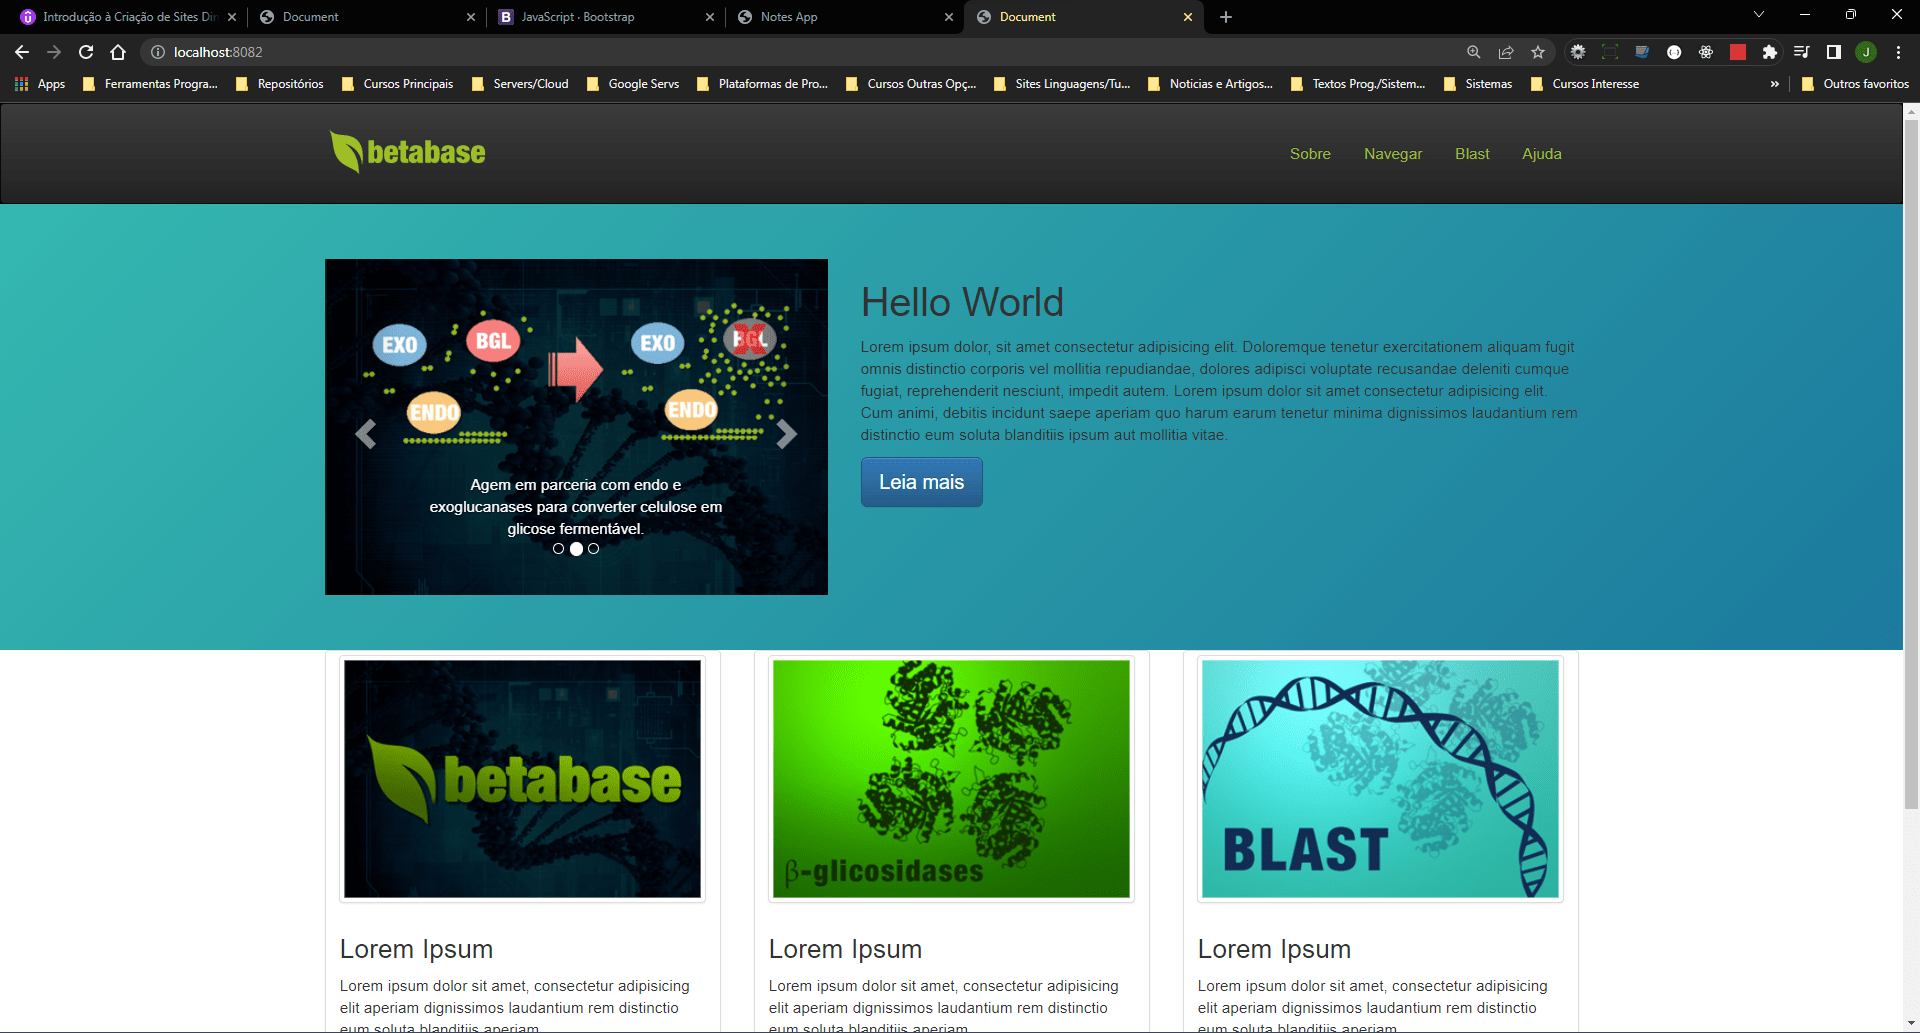 Introdução à Criação de Sites Din
Document
JavaScript · Bootstrap
Notes App
Document
localhost:8082
J
Apps
Ferramentas Progra...
Repositórios
Cursos Principais
Servers/Cloud
Google Servs
Plataformas de Pro...
Cursos Outras Opç...
Sites Linguagens/Tu...
Noticias e Artigos...
Textos Prog./Sistem...
Sistemas
Cursos Interesse
»
Outros favoritos
betabase
Sobre
Navegar
Blast
Ajuda
EXO
BGL
ENDO
EXO
BGL
ENDO
Agem em parceria com endo e
exoglucanases para converter celulose em
glicose fermentável.
Hello World
Lorem ipsum dolor, sit amet consectetur adipisicing elit. Doloremque tenetur exercitationem aliquam fugit
omnis distinctio corporis vel mollitia repudiandae, dolores adipisci voluptate recusandae deleniti cumque
fugiat, reprehenderit nesciunt, impedit autem. Lorem ipsum dolor sit amet consectetur adipisicing elit.
Cum animi, debitis incidunt saepe aperiam quo harum earum tenetur minima dignissimos laudantium rem
distinctio eum soluta blanditiis ipsum aut mollitia vitae.
Leia mais
betabase
β-glicosidases
BLAST
Lorem Ipsum
Lorem ipsum dolor sit amet, consectetur adipisicing
elit aperiam dignissimos laudantium rem distinctio
eum soluta blanditiis aperiam
Lorem Ipsum
Lorem ipsum dolor sit amet, consectetur adipisicing
elit aperiam dignissimos laudantium rem distinctio
eum soluta blanditiis aperiam
Lorem Ipsum
Lorem ipsum dolor sit amet, consectetur adipisicing
elit aperiam dignissimos laudantium rem distinctio
eum soluta blanditiis aperiam